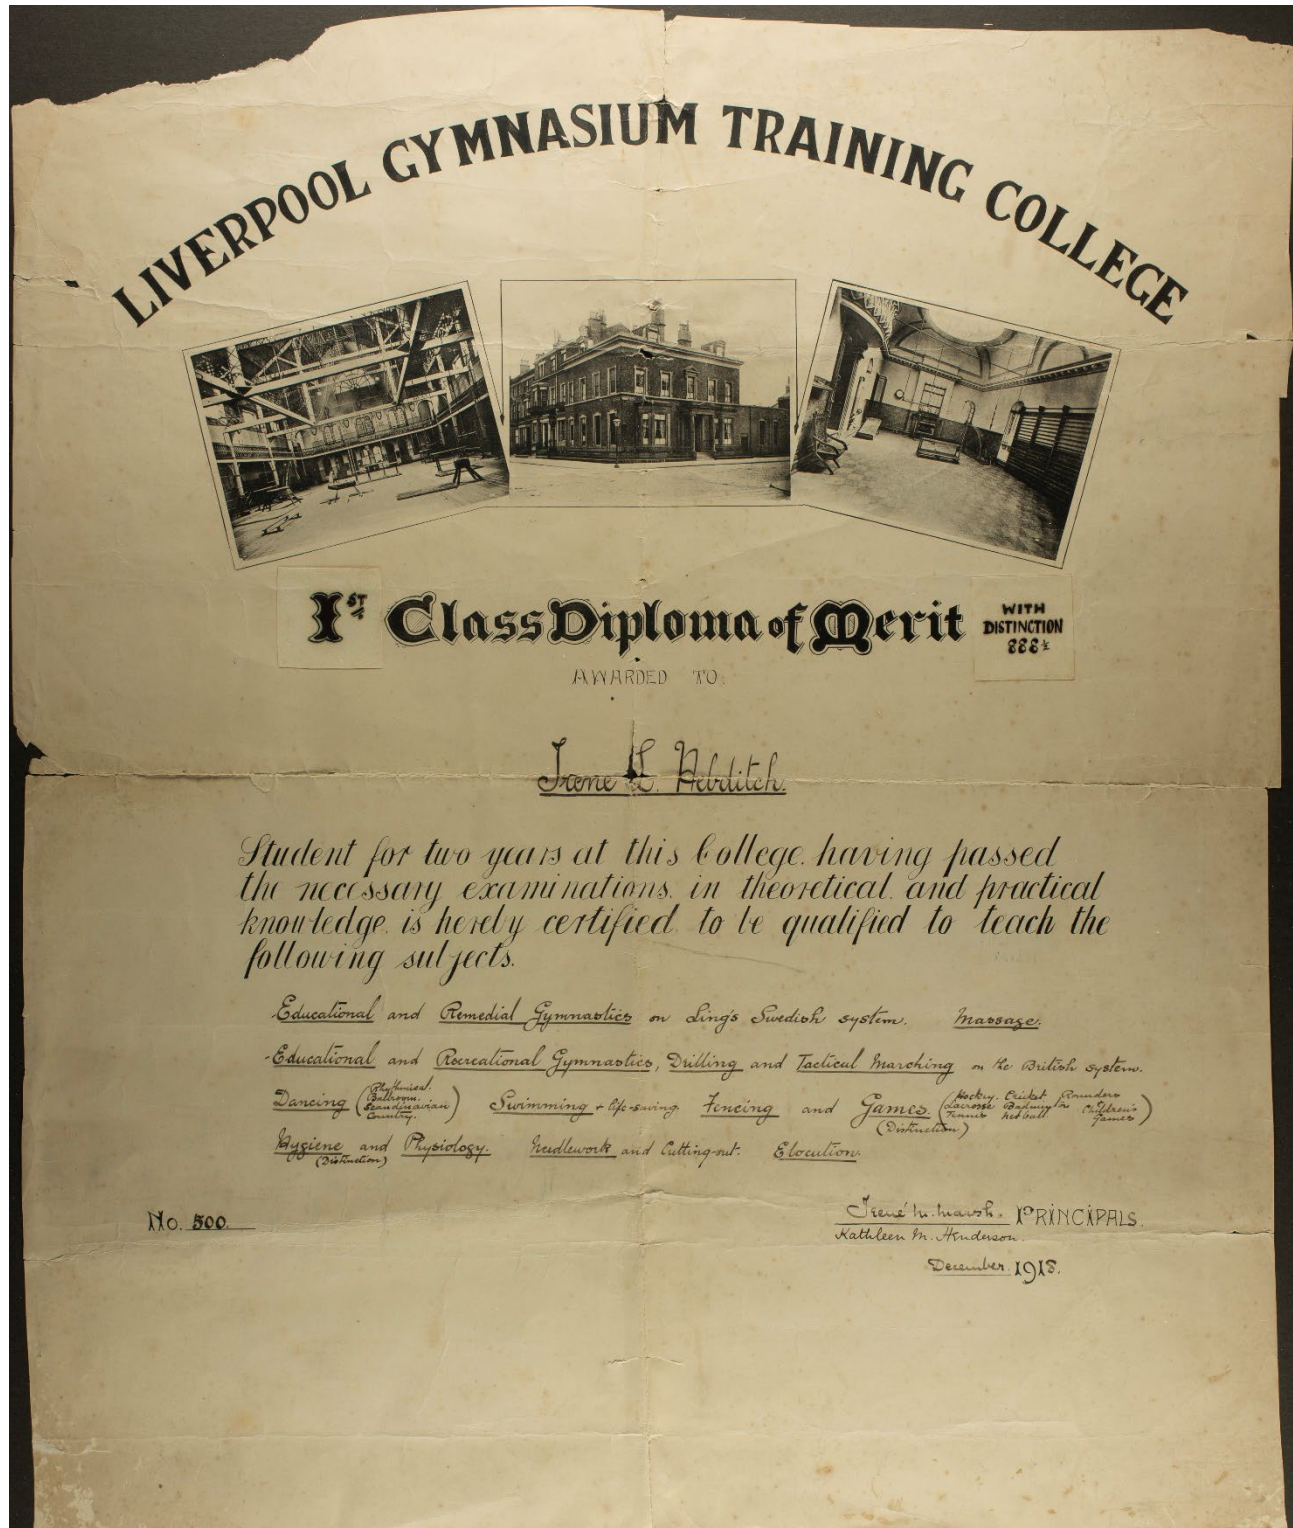 LIVERPOOL GYMNASIUM TRAINING COLLEGE
1ST Class Diploma of Merit
WITH
DISTINCTION
AWARDED TO:
Irene Hebditch.
Student for two years at this College, having passed
the necessary examinations, in theoretical, and practical
knowledge, is hereby certified, to be qualified to teach the
following subjects.
Educational and Remedial Gymnastics on Ling's Swedish system. Massage.
Educational and Recreational Gymnastics, Drilling and Tactical Marching on the British system.
Dancing (Rhythmical. Ballroom. Scandinavian Country.) Swimming + life-saving. Fencing and Games. (Hockey. Cricket Rounders
Lacrosse Badminton Children's
Tennis Netball Games)
(Distinction)
Hygiene and Physiology. Needlework and Cutting-out. Elocution.
(Distinction)
No. 500.
Irené M. Marsh. PRINCIPALS.
Kathleen M. Henderson.
December. 1918.